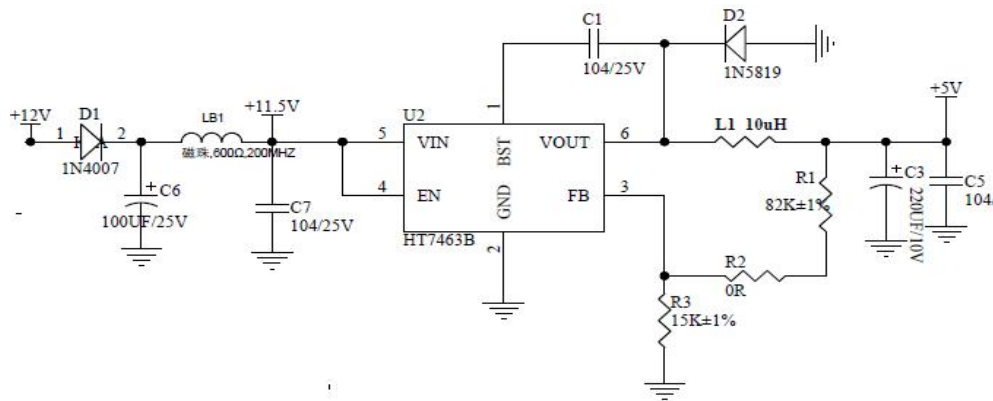 C1
104/25V
D2
1N5819
+12V
D1
1
2
1N4007
LB1
磁珠,600Ω,200MHZ
+11.5V
C6
100UF/25V
C7
104/25V
U2
1
5
VIN
BST
VOUT
6
4
EN
GND
FB
3
HT7463B
2
L1 10uH
+5V
R1
82K±1%
C3
220UF/10V
C5
104/
R2
0R
R3
15K±1%